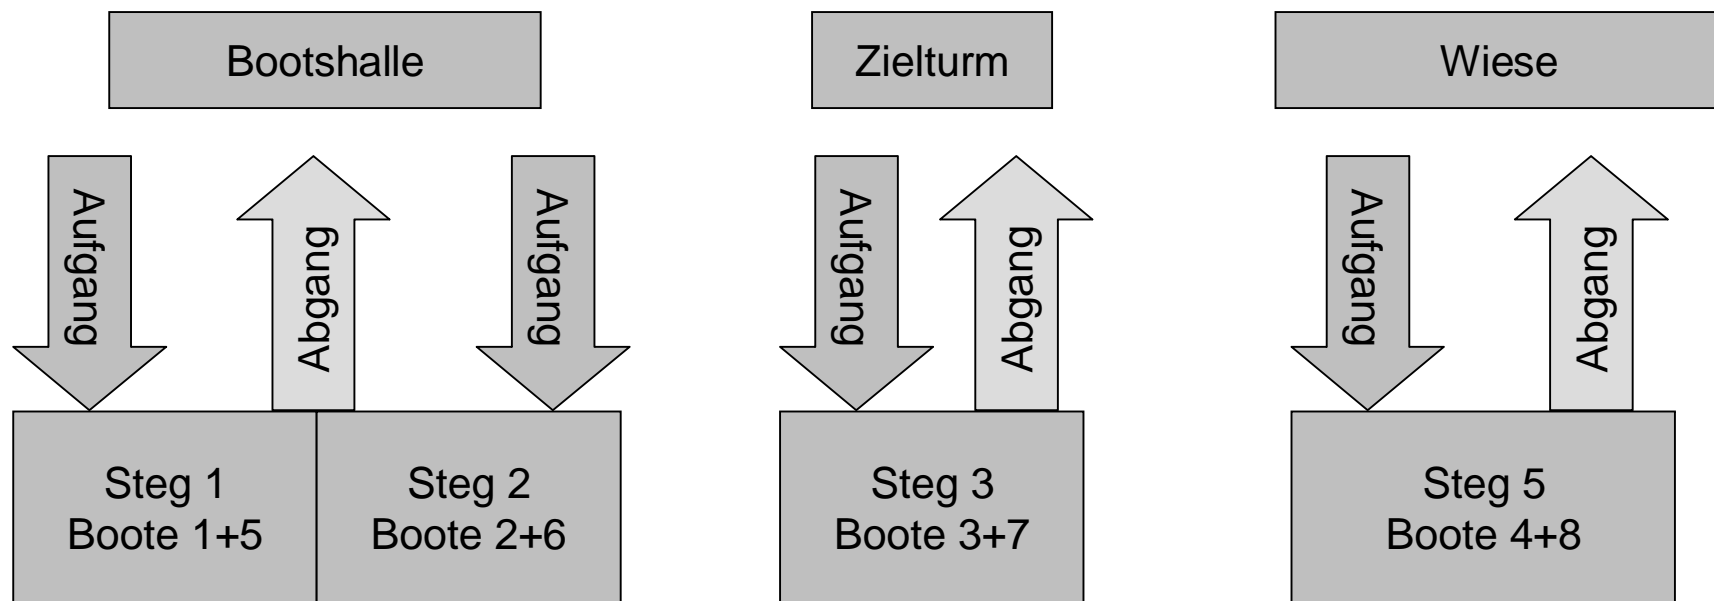 Bootshalle
Zielturm
Wiese
Aufgang
Abgang
Aufgang
Aufgang
Abgang
Aufgang
Abgang
Steg 1
Boote 1+5
Steg 2
Boote 2+6
Steg 3
Boote 3+7
Steg 5
Boote 4+8